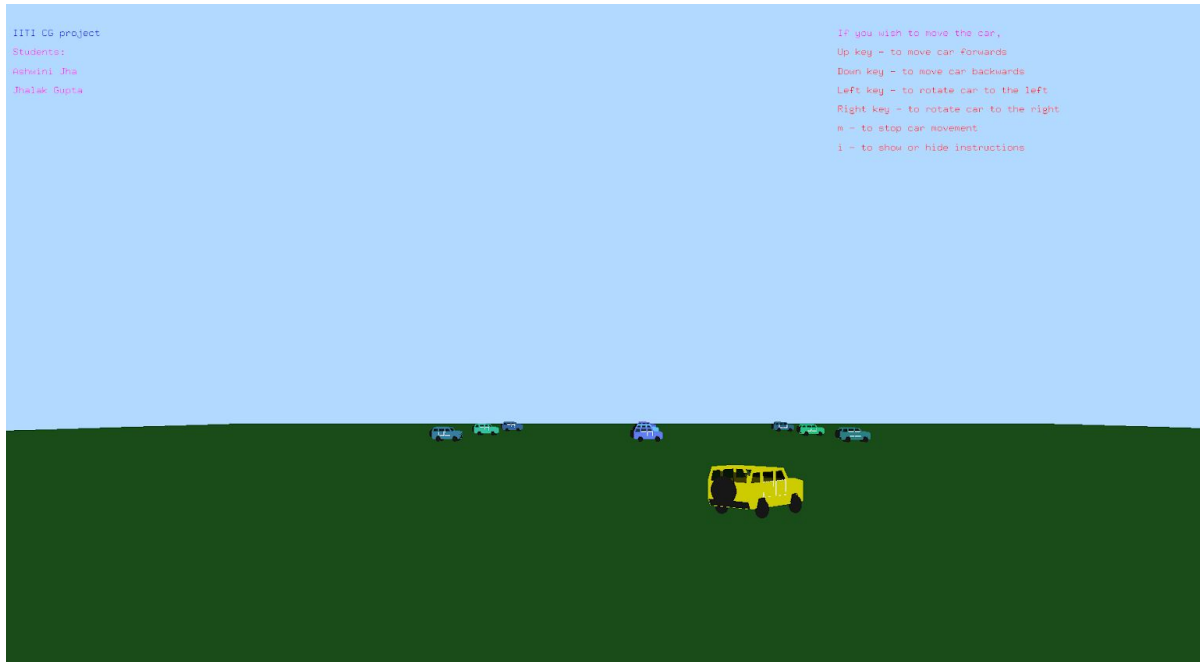 IITI CG project
Students:
Ashwini Jha
Jhalak Gupta
If you wish to move the car,
Up key - to move car forwards
Down key - to move car backwards
Left key - to rotate car to the left
Right key - to rotate car to the right
m - to stop car movement
i - to show or hide instructions